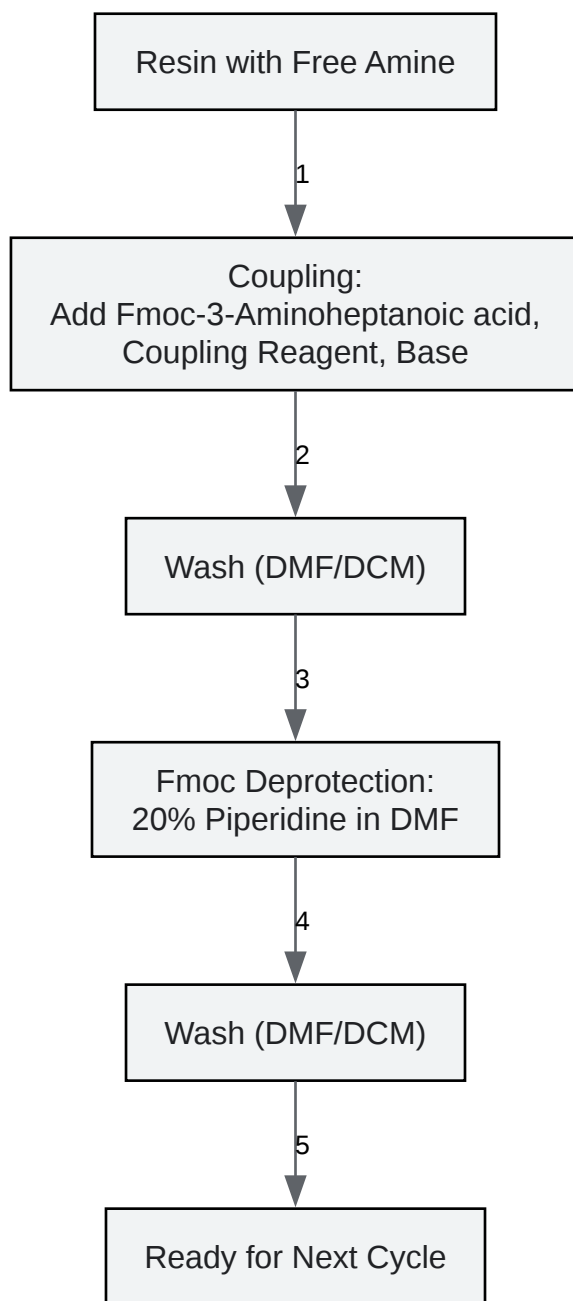 Resin with Free Amine
1
Coupling:
Add Fmoc-3-Aminoheptanoic acid,
Coupling Reagent, Base
2
Wash (DMF/DCM)
3
Fmoc Deprotection:
20% Piperidine in DMF
4
Wash (DMF/DCM)
5
Ready for Next Cycle